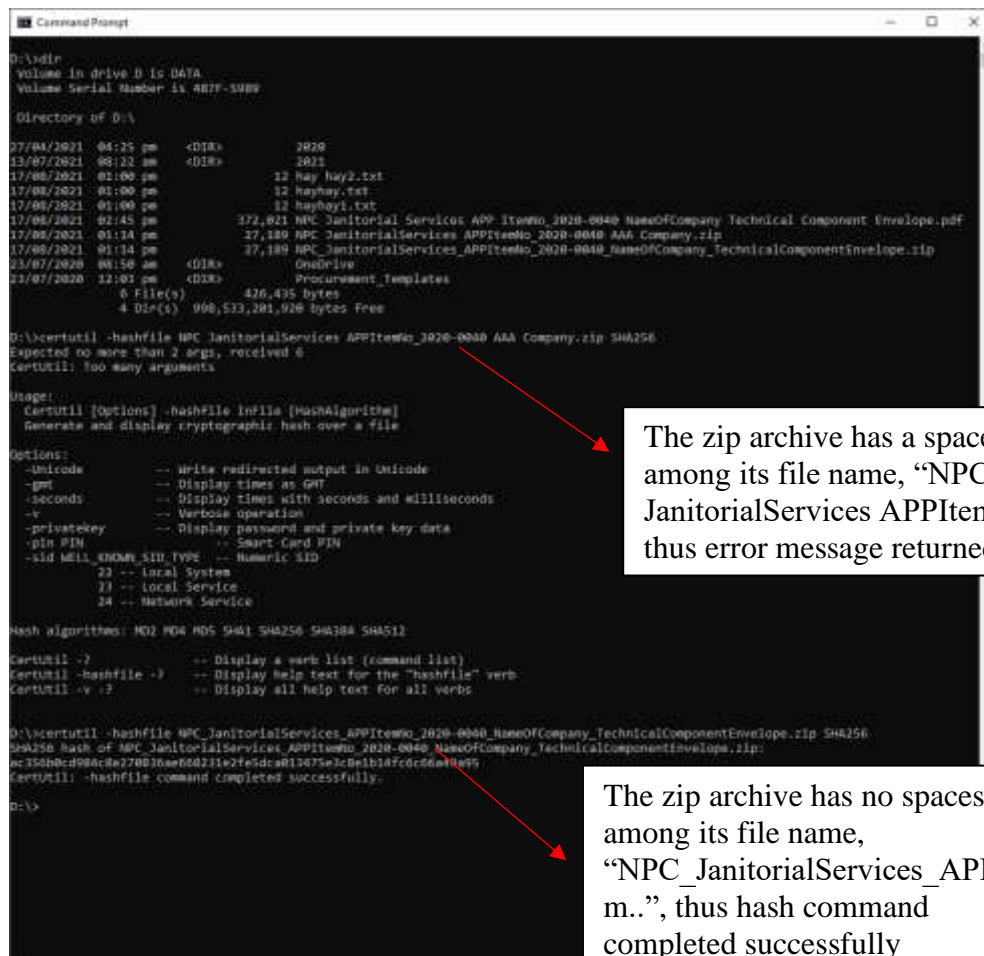 Command Prompt
D:\>dir
Volume in drive D is DATA
Volume Serial Number is
Directory of D:\
27/04/2021 04:25 pm <DIR> 2020
13/07/2021 08:22 am <DIR> 2021
17/08/2021 01:00 pm 12 hay hay2.txt
17/08/2021 01:00 pm 12 hayhay.txt
17/08/2021 01:00 pm 12 hayhay1.txt
17/08/2021 02:45 pm 372,021 NPC Janitorial Services APP ItemNo_2020-0040 NameOfCompany Technical Component Envelope.pdf
17/08/2021 01:14 pm 27,189 NPC_JanitorialServices APPItemNo_2020-0040 AAA Company.zip
17/08/2021 01:14 pm 27,189 NPC_JanitorialServices_APPItemNo_2020-0040_NameOfCompany_TechnicalComponentEnvelope.zip
23/07/2020 08:50 am <DIR> OneDrive
23/07/2020 12:03 pm <DIR> Procurement_Templates
6 File(s) 426,435 bytes
4 Dir(s) 998,533,201,920 bytes free
D:\>certutil -hashfile NPC_JanitorialServices APPItemNo_2020-0040 AAA Company.zip SHA256
Expected no more than 2 args, received 6
CertUtil: Too many arguments
Usage:
CertUtil [Options] -hashfile InFile [HashAlgorithm]
Generate and display cryptographic hash over a file
Options:
-Unicode -- Write redirected output in Unicode
-gmt -- Display times as GMT
-seconds -- Display times with seconds and milliseconds
-v -- Verbose operation
-privatekey -- Display password and private key data
-pin PIN -- Smart Card PIN
-sid WELL_KNOWN_SID_TYPE -- Numeric SID
22 -- Local System
23 -- Local Service
24 -- Network Service
Hash algorithms: MD2 MD4 MD5 SHA1 SHA256 SHA384 SHA512
CertUtil -? -- Display a verb list (command list)
CertUtil -hashfile -? -- Display help text for the "hashfile" verb
CertUtil -v -? -- Display all help text for all verbs
D:\>certutil -hashfile NPC_JanitorialServices_APPItemNo_2020-0040_NameOfCompany_TechnicalComponentEnvelope.zip SHA256
SHA256 hash of NPC_JanitorialServices_APPItemNo_2020-0040_NameOfCompany_TechnicalComponentEnvelope.zip:
CertUtil: -hashfile command completed successfully.
D:\>
The zip archive has a space
among its file name, “NPC
JanitorialServices APPItem
thus error message returned
The zip archive has no spaces
among its file name,
“NPC_JanitorialServices_API
m..”, thus hash command
completed successfully